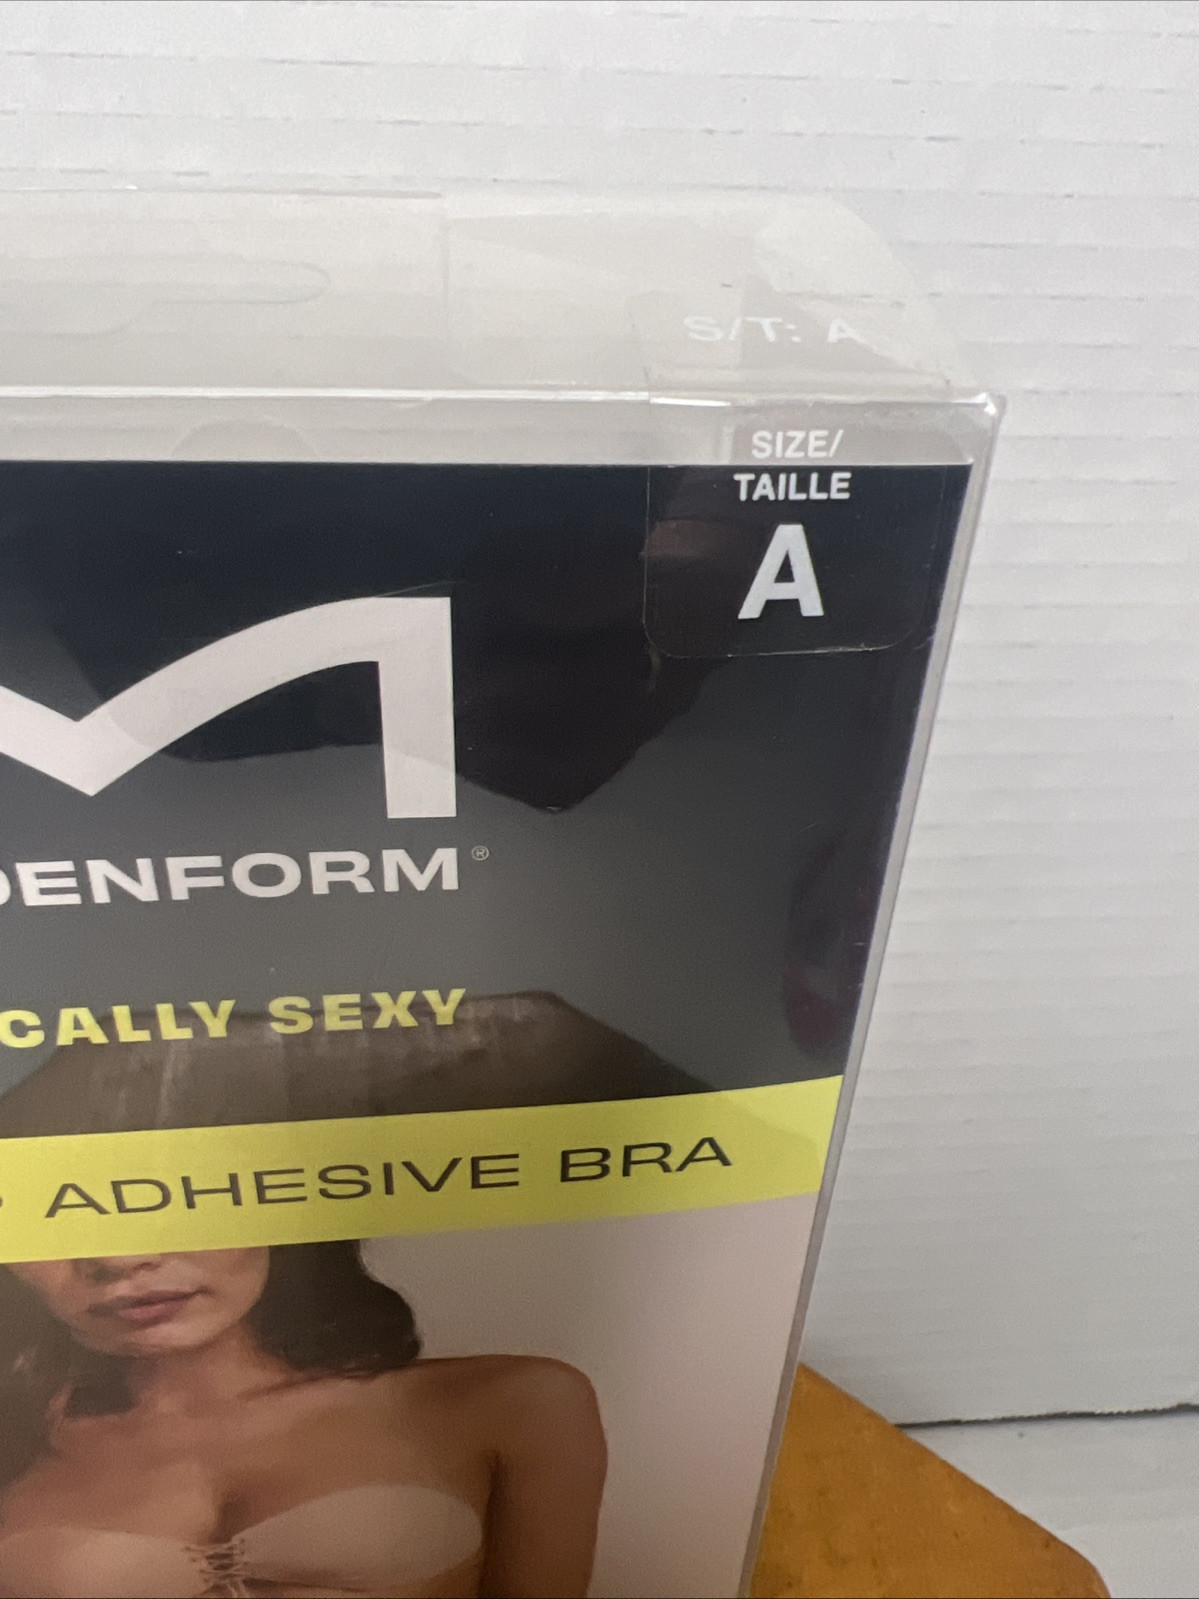 S/T: A
SIZE/
TAILLE
A
DENFORM®
CALLY SEXY
ADHESIVE BRA